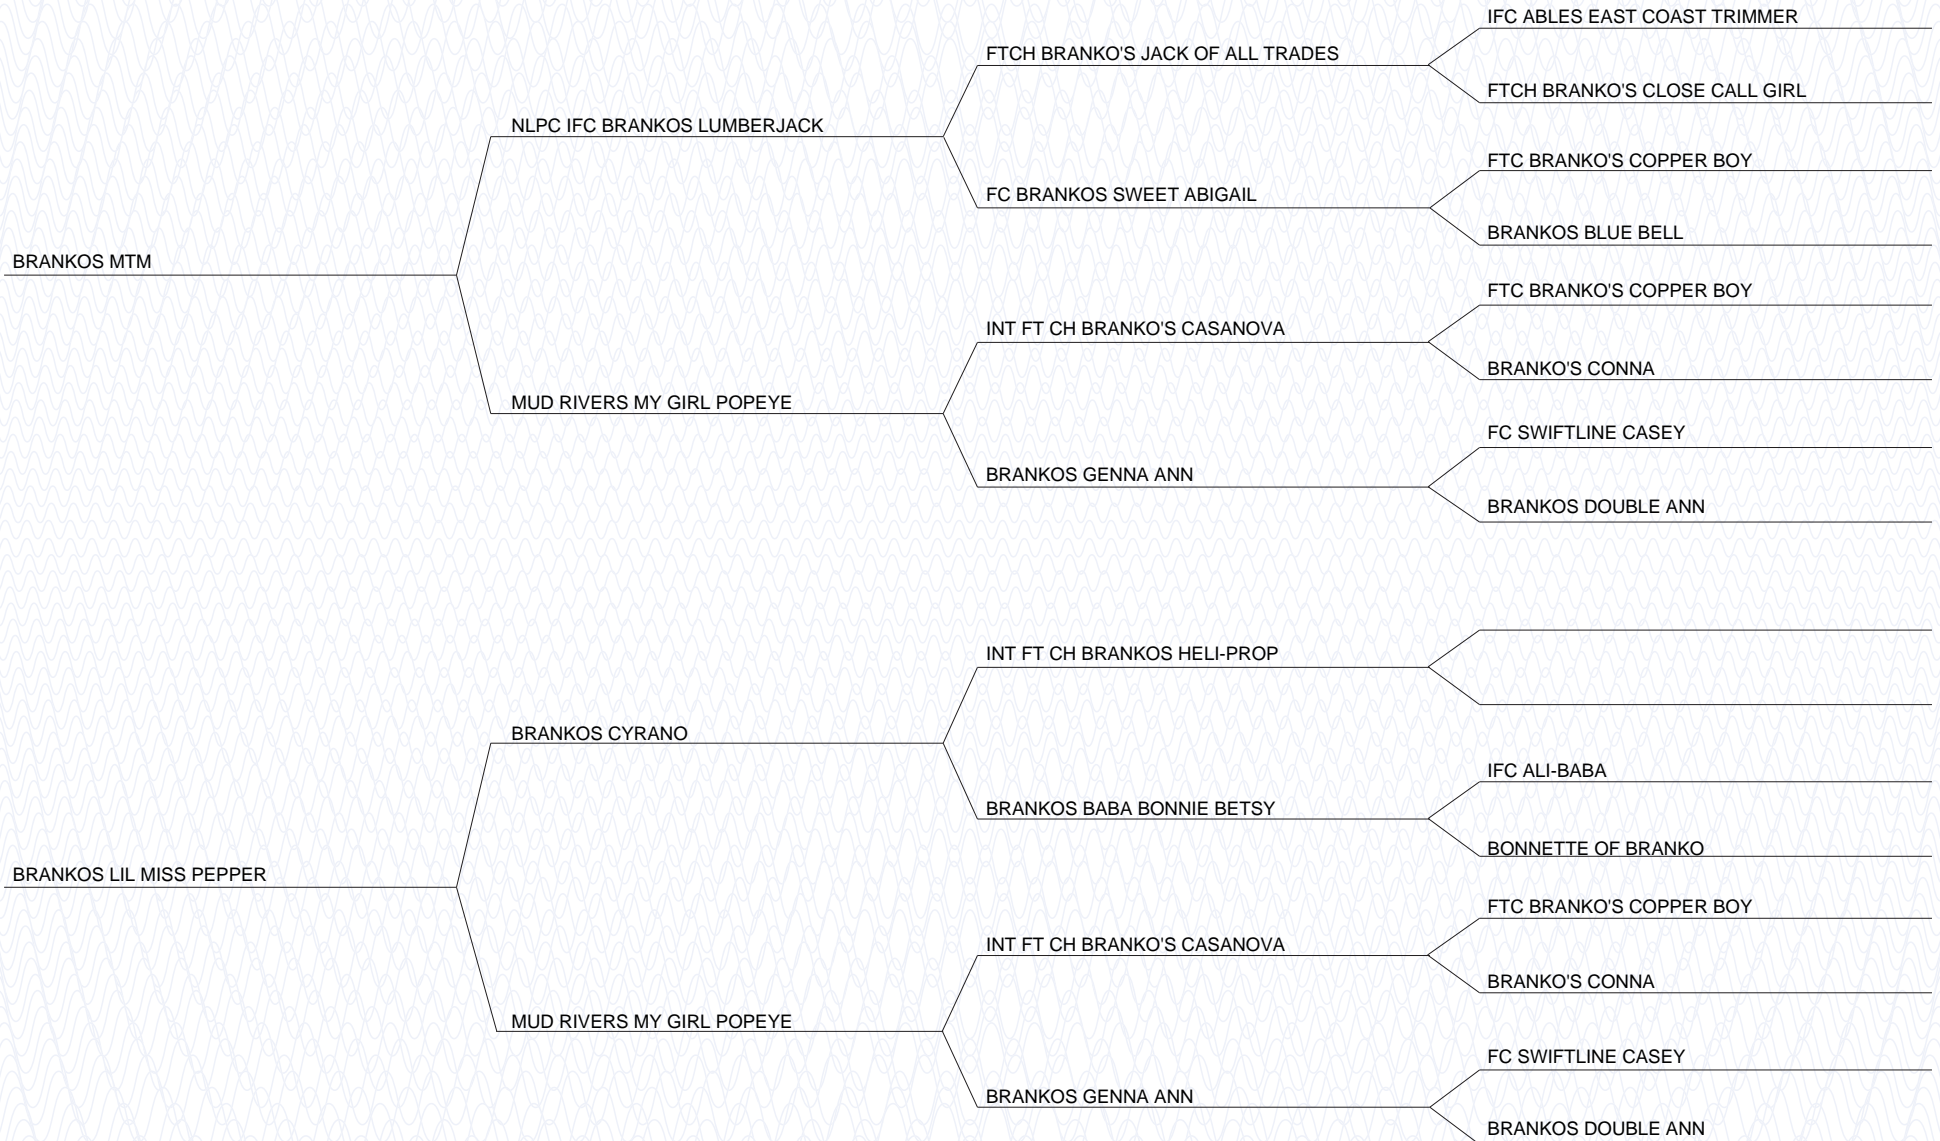 IFC ABLES EAST COAST TRIMMER
FTCH BRANKO'S JACK OF ALL TRADES
FTCH BRANKO'S CLOSE CALL GIRL
NLPC IFC BRANKOS LUMBERJACK
FTC BRANKO'S COPPER BOY
FC BRANKOS SWEET ABIGAIL
BRANKOS BLUE BELL
BRANKOS MTM
FTC BRANKO'S COPPER BOY
INT FT CH BRANKO'S CASANOVA
BRANKO'S CONNA
MUD RIVERS MY GIRL POPEYE
FC SWIFTLINE CASEY
BRANKOS GENNA ANN
BRANKOS DOUBLE ANN
INT FT CH BRANKOS HELI-PROP
BRANKOS CYRANO
IFC ALI-BABA
BRANKOS BABA BONNIE BETSY
BONNETTE OF BRANKO
BRANKOS LIL MISS PEPPER
FTC BRANKO'S COPPER BOY
INT FT CH BRANKO'S CASANOVA
BRANKO'S CONNA
MUD RIVERS MY GIRL POPEYE
FC SWIFTLINE CASEY
BRANKOS GENNA ANN
BRANKOS DOUBLE ANN